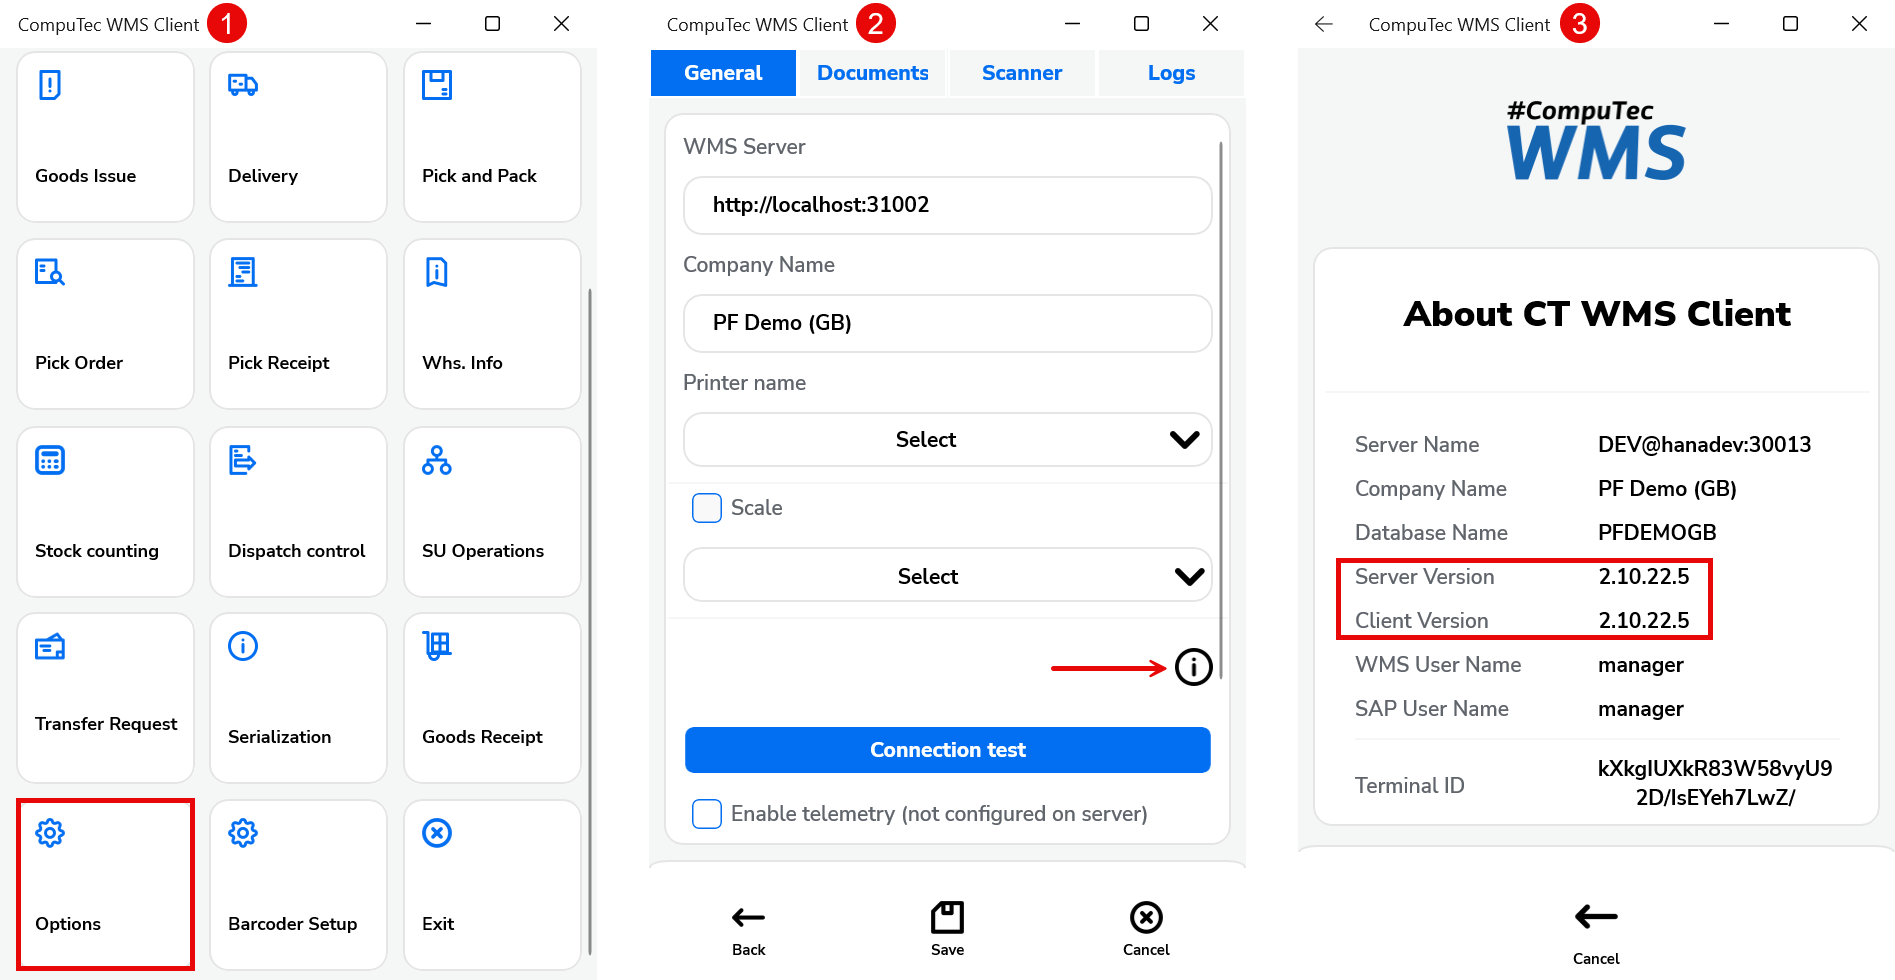 CompuTec WMS Client 1
Goods Issue
Delivery
Pick and Pack
Pick Order
Pick Receipt
Whs. Info
Stock counting
Dispatch control
SU Operations
Transfer Request
Serialization
Goods Receipt
Options
Barcoder Setup
Exit
CompuTec WMS Client 2
General Documents Scanner Logs
WMS Server
http://localhost:31002
Company Name
PF Demo (GB)
Printer name
Select
Scale
Select
Connection test
Enable telemetry (not configured on server)
Back
Save
Cancel
CompuTec WMS Client 3
#CompuTec
WMS
About CT WMS Client
Server Name DEV@hanadev:30013
Company Name PF Demo (GB)
Database Name PFDEMOGB
Server Version 2.10.22.5
Client Version 2.10.22.5
WMS User Name manager
SAP User Name manager
Terminal ID kXkgIUXkR83W58vyU9
2D/IsEYeh7LwZ/
Cancel